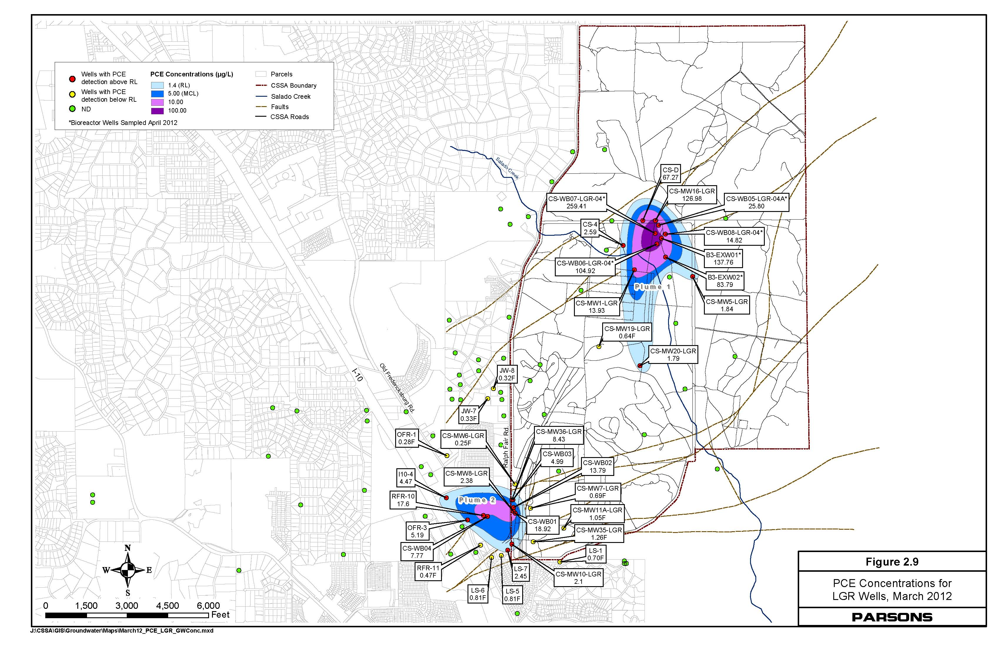 Wells with PCE
detection above RL
Wells with PCE
detection below RL
ND
*Bioreactor Wells Sampled April 2012
PCE Concentrations (µg/L)
1.4 (RL)
5.00 (MCL)
10.00
100.00
Parcels
CSSA Boundary
Salado Creek
Faults
CSSA Roads
Salado Creek
CS-D
67.27
CS-MW16-LGR
126.98
CS-WB07-LGR-04*
259.41
CS-WB05-LGR-04A*
25.80
CS-4
2.59
CS-WB08-LGR-04*
14.82
B3-EXW01*
137.76
CS-WB06-LGR-04*
104.92
B3-EXW02*
83.79
Plume 1
CS-MW1-LGR
13.93
CS-MW5-LGR
1.84
CS-MW19-LGR
0.64F
CS-MW20-LGR
1.79
I-10
Old Fredericksburg Rd.
JW-8
0.32F
JW-7
0.33F
Ralph Fair Rd.
OFR-1
0.28F
CS-MW6-LGR
0.25F
CS-MW36-LGR
8.43
CS-WB03
4.99
CS-WB02
13.79
I10-4
4.47
CS-MW8-LGR
2.38
CS-MW7-LGR
0.69F
RFR-10
17.6
Plume 2
CS-MW11A-LGR
1.05F
CS-WB01
18.92
OFR-3
5.19
CS-MW35-LGR
1.26F
CS-WB04
7.77
LS-1
0.70F
RFR-11
0.47F
LS-7
2.45
CS-MW10-LGR
2.1
LS-6
0.81F
LS-5
0.81F
N
W
E
S
0 1,500 3,000 4,500 6,000
Feet
Figure 2.9
PCE Concentrations for
LGR Wells, March 2012
PARSONS
J:\CSSA\GIS\Groundwater\Maps\March12_PCE_LGR_GWConc.mxd